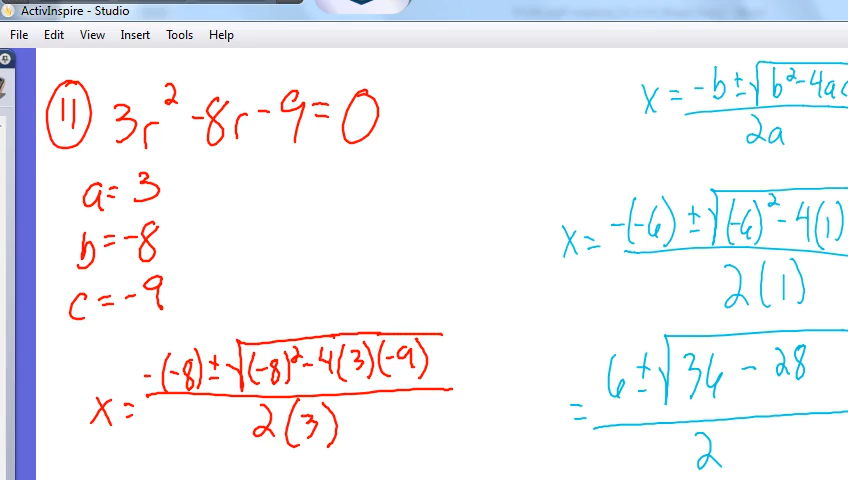 ActivInspire - Studio
File Edit View Insert Tools Help
11 3r² -8r -9=0
a=3
b=-8
c=-9
x= -(-8) ± √(-8)² - 4(3)(-9) / 2(3)
x= -b ± √b² - 4ac / 2a
x= -(-6) ± √(-6)² - 4(1) / 2(1)
= 6 ± √36 - 28 / 2